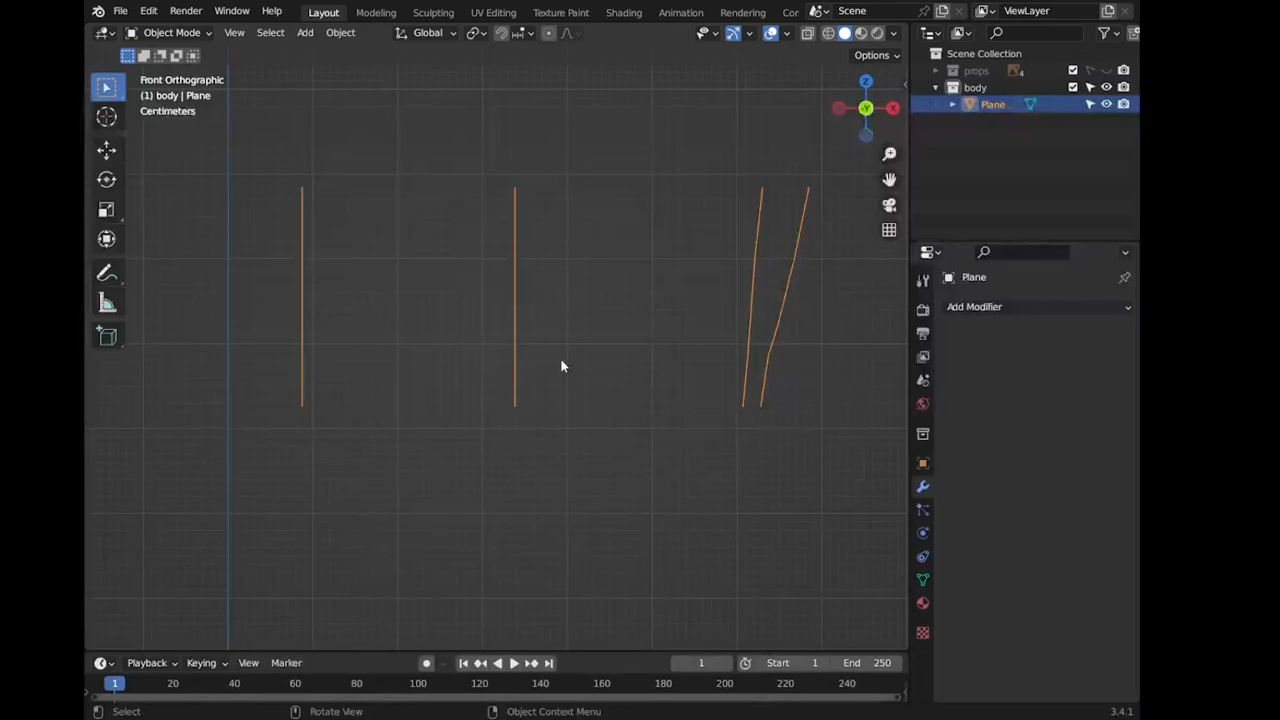 File Edit Render Window Help Layout Modeling Sculpting UV Editing Texture Paint Shading Animation Rendering Cor Scene ViewLayer
Object Mode View Select Add Object Global
Options
Front Orthographic
(1) body | Plane
Centimeters
Z
-Y
X
Scene Collection
props 4
body
Plane
Plane
Add Modifier
Playback Keying View Marker 1 Start 1 End 250
1 20 40 60 80 100 120 140 160 180 200 220 240
Select Rotate View Object Context Menu 3.4.1